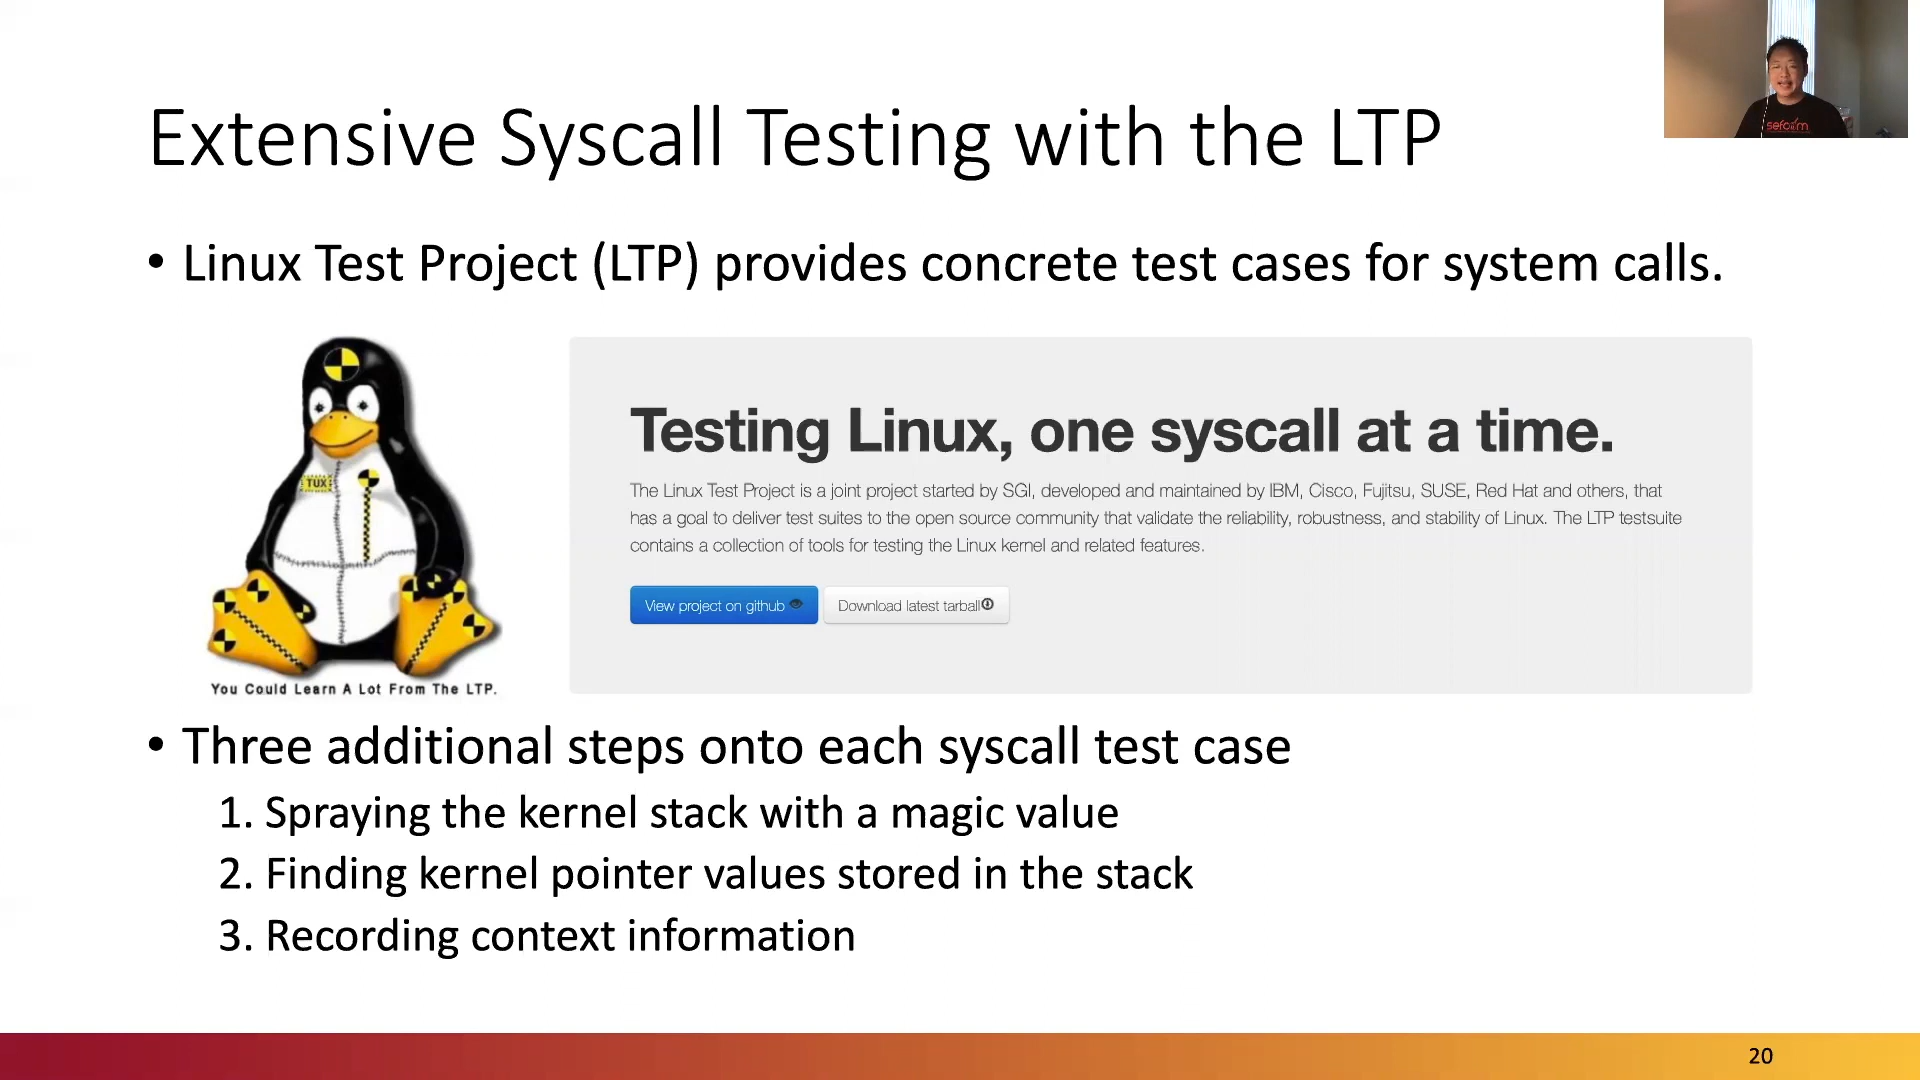 Extensive Syscall Testing with the LTP
sefcom
• Linux Test Project (LTP) provides concrete test cases for system calls.
TUX
You Could Learn A Lot From The LTP.
Testing Linux, one syscall at a time.
The Linux Test Project is a joint project started by SGI, developed and maintained by IBM, Cisco, Fujitsu, SUSE, Red Hat and others, that
has a goal to deliver test suites to the open source community that validate the reliability, robustness, and stability of Linux. The LTP testsuite
contains a collection of tools for testing the Linux kernel and related features.
View project on github
Download latest tarball
• Three additional steps onto each syscall test case
1. Spraying the kernel stack with a magic value
2. Finding kernel pointer values stored in the stack
3. Recording context information
20